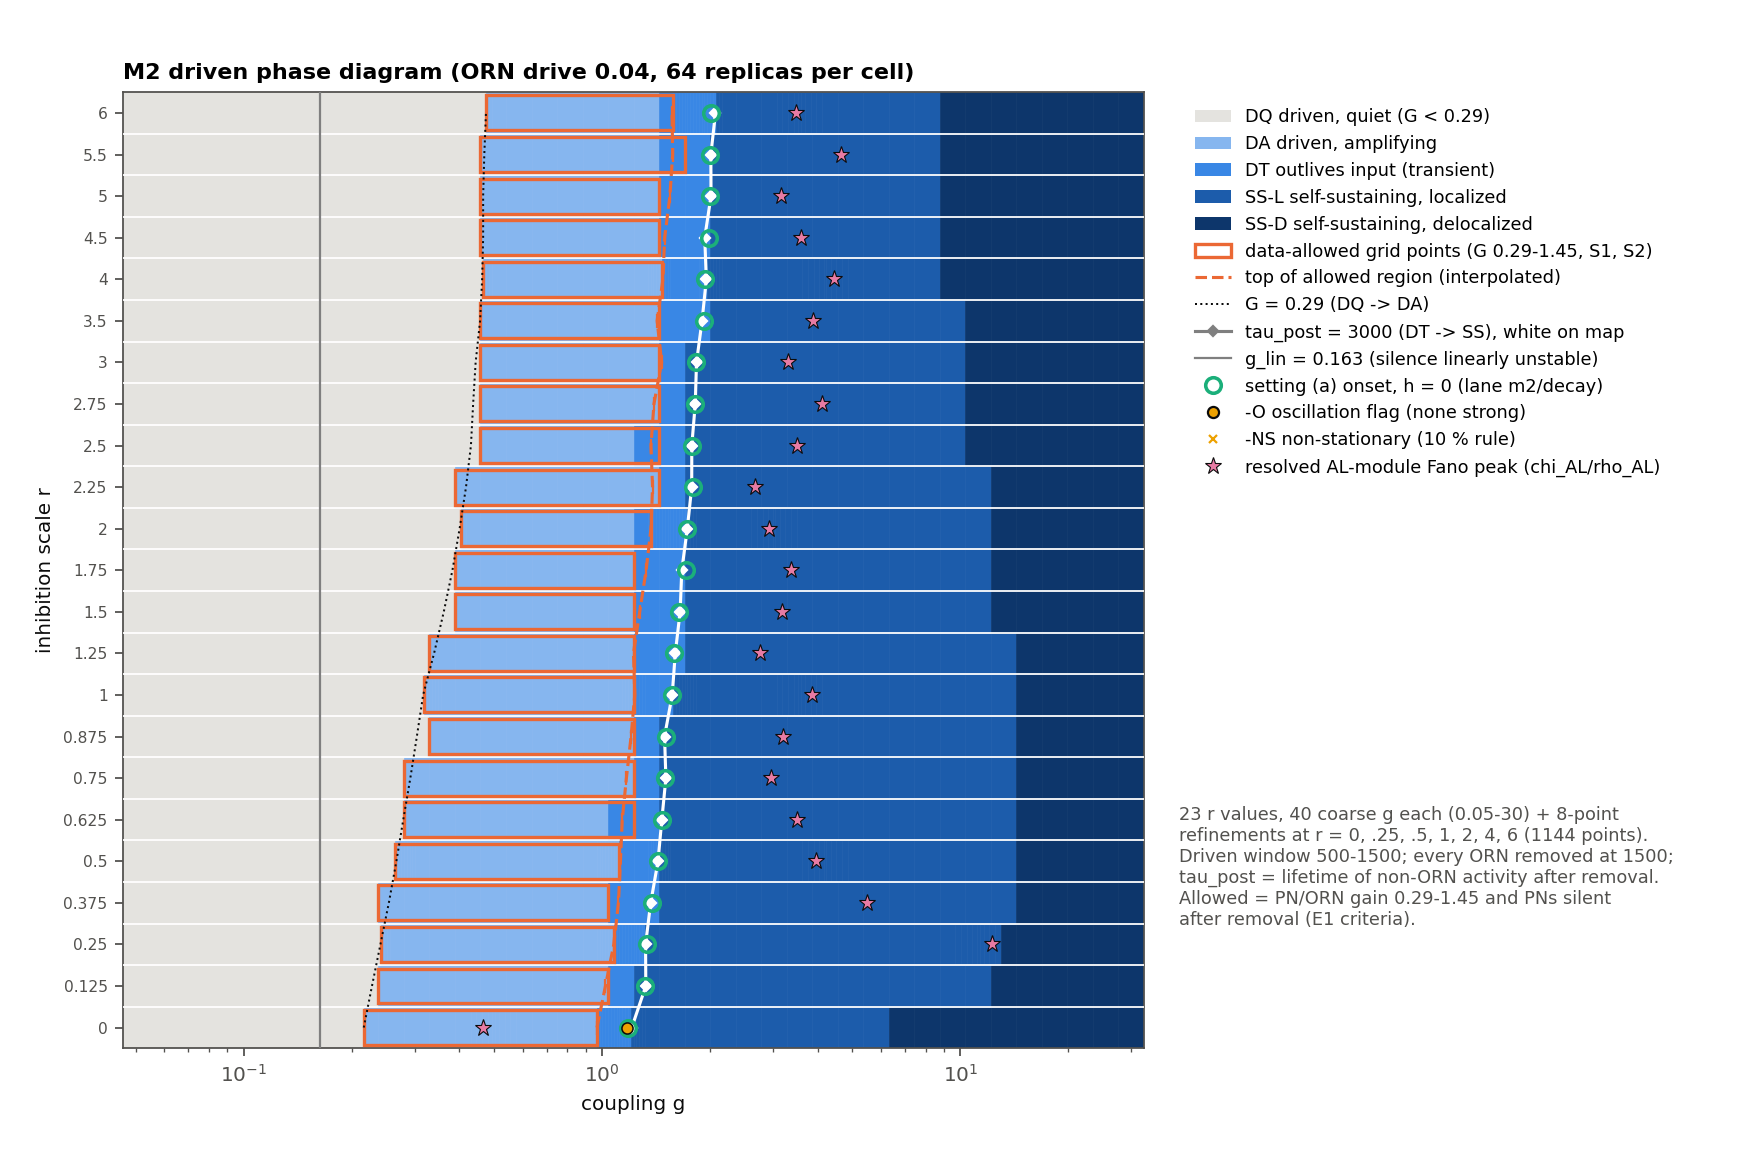 M2 driven phase diagram (ORN drive 0.04, 64 replicas per cell)
inhibition scale r
6
5.5
5
4.5
4
3.5
3
2.75
2.5
2.25
2
1.75
1.5
1.25
1
0.875
0.75
0.625
0.5
0.375
0.25
0.125
0
10⁻¹
10⁰
10¹
coupling g
DQ driven, quiet (G < 0.29)
DA driven, amplifying
DT outlives input (transient)
SS-L self-sustaining, localized
SS-D self-sustaining, delocalized
data-allowed grid points (G 0.29-1.45, S1, S2)
top of allowed region (interpolated)
G = 0.29 (DQ -> DA)
tau_post = 3000 (DT -> SS), white on map
g_lin = 0.163 (silence linearly unstable)
setting (a) onset, h = 0 (lane m2/decay)
-O oscillation flag (none strong)
-NS non-stationary (10 % rule)
resolved AL-module Fano peak (chi_AL/rho_AL)
23 r values, 40 coarse g each (0.05-30) + 8-point
refinements at r = 0, .25, .5, 1, 2, 4, 6 (1144 points).
Driven window 500-1500; every ORN removed at 1500;
tau_post = lifetime of non-ORN activity after removal.
Allowed = PN/ORN gain 0.29-1.45 and PNs silent
after removal (E1 criteria).